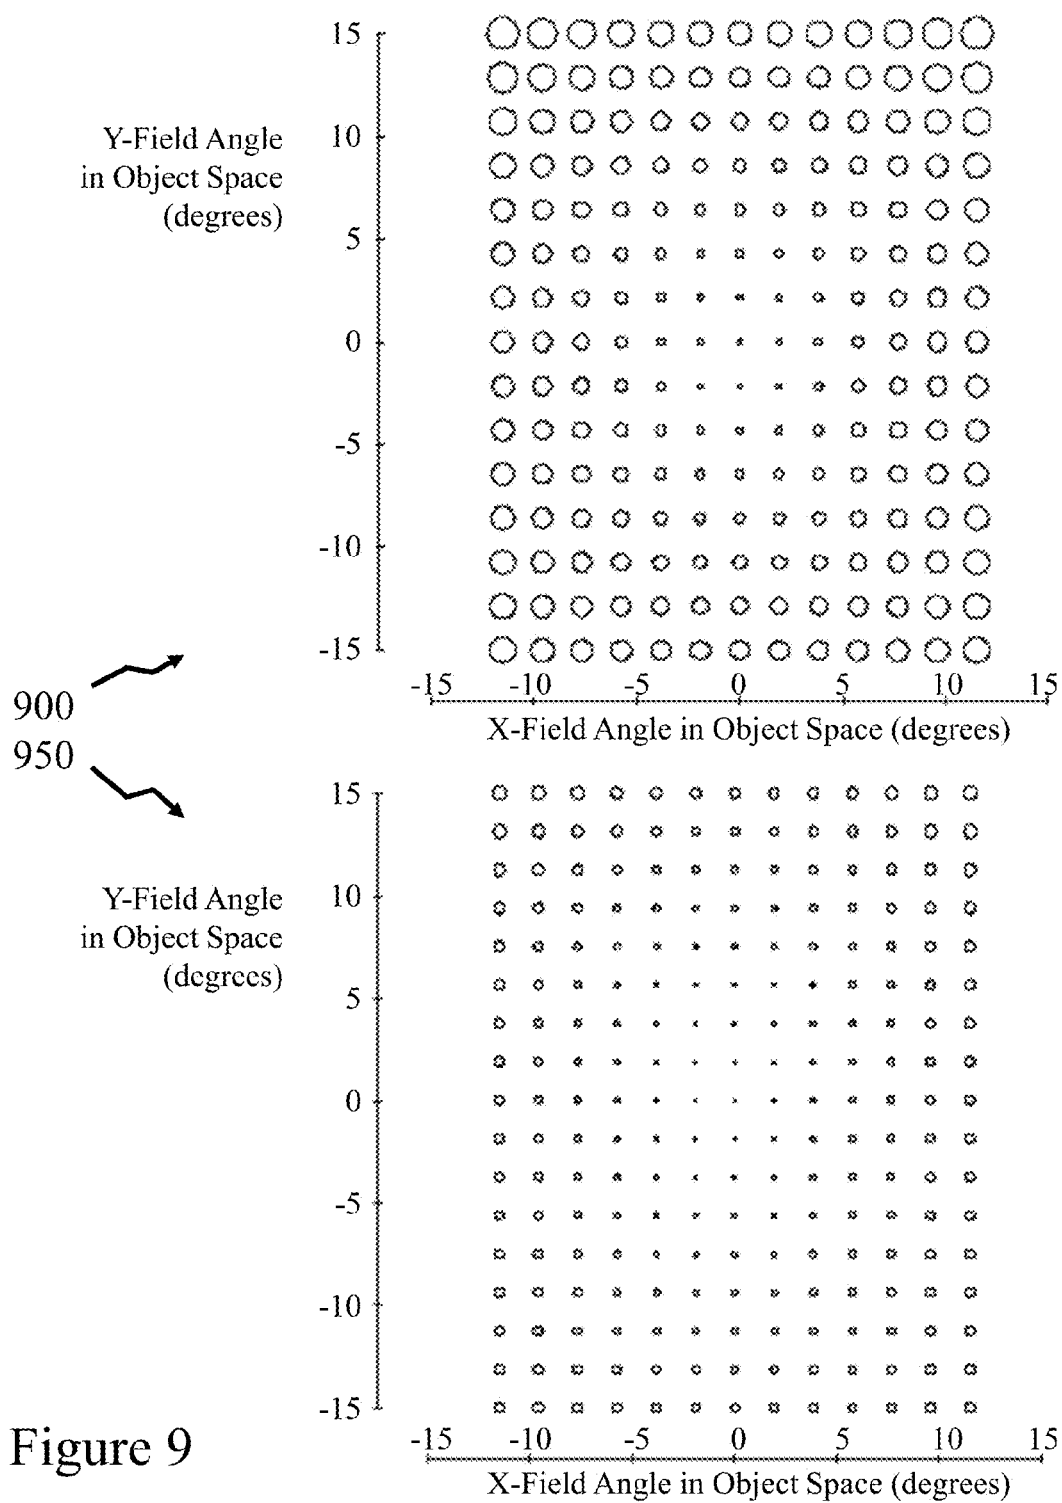 15
Y-Field Angle
in Object Space
(degrees)
10
5
0
-5
-10
-15
-15 -10 -5 0 5 10 15
X-Field Angle in Object Space (degrees)
900
950
15
Y-Field Angle
in Object Space
(degrees)
10
5
0
-5
-10
-15
-15 -10 -5 0 5 10 15
X-Field Angle in Object Space (degrees)
Figure 9